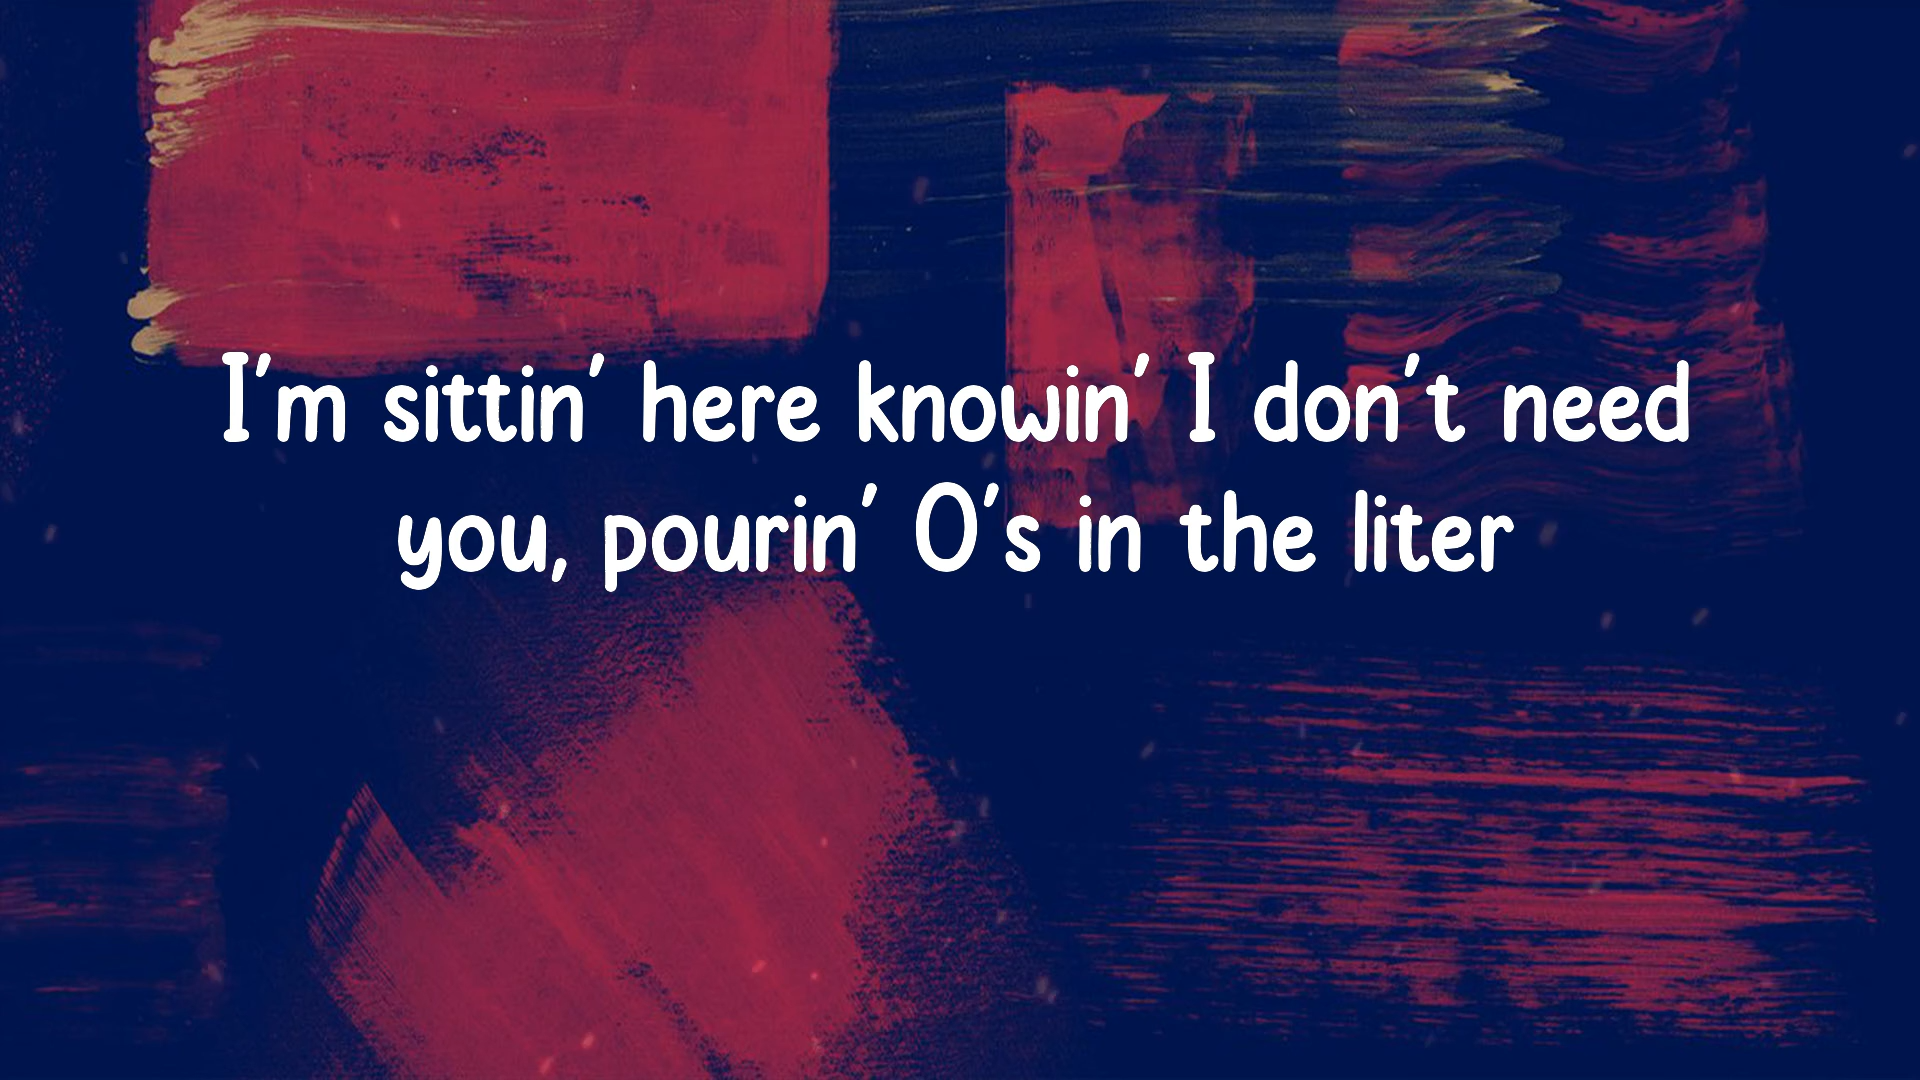 I'm sittin' here knowin' I don't need
you, pourin' O's in the liter